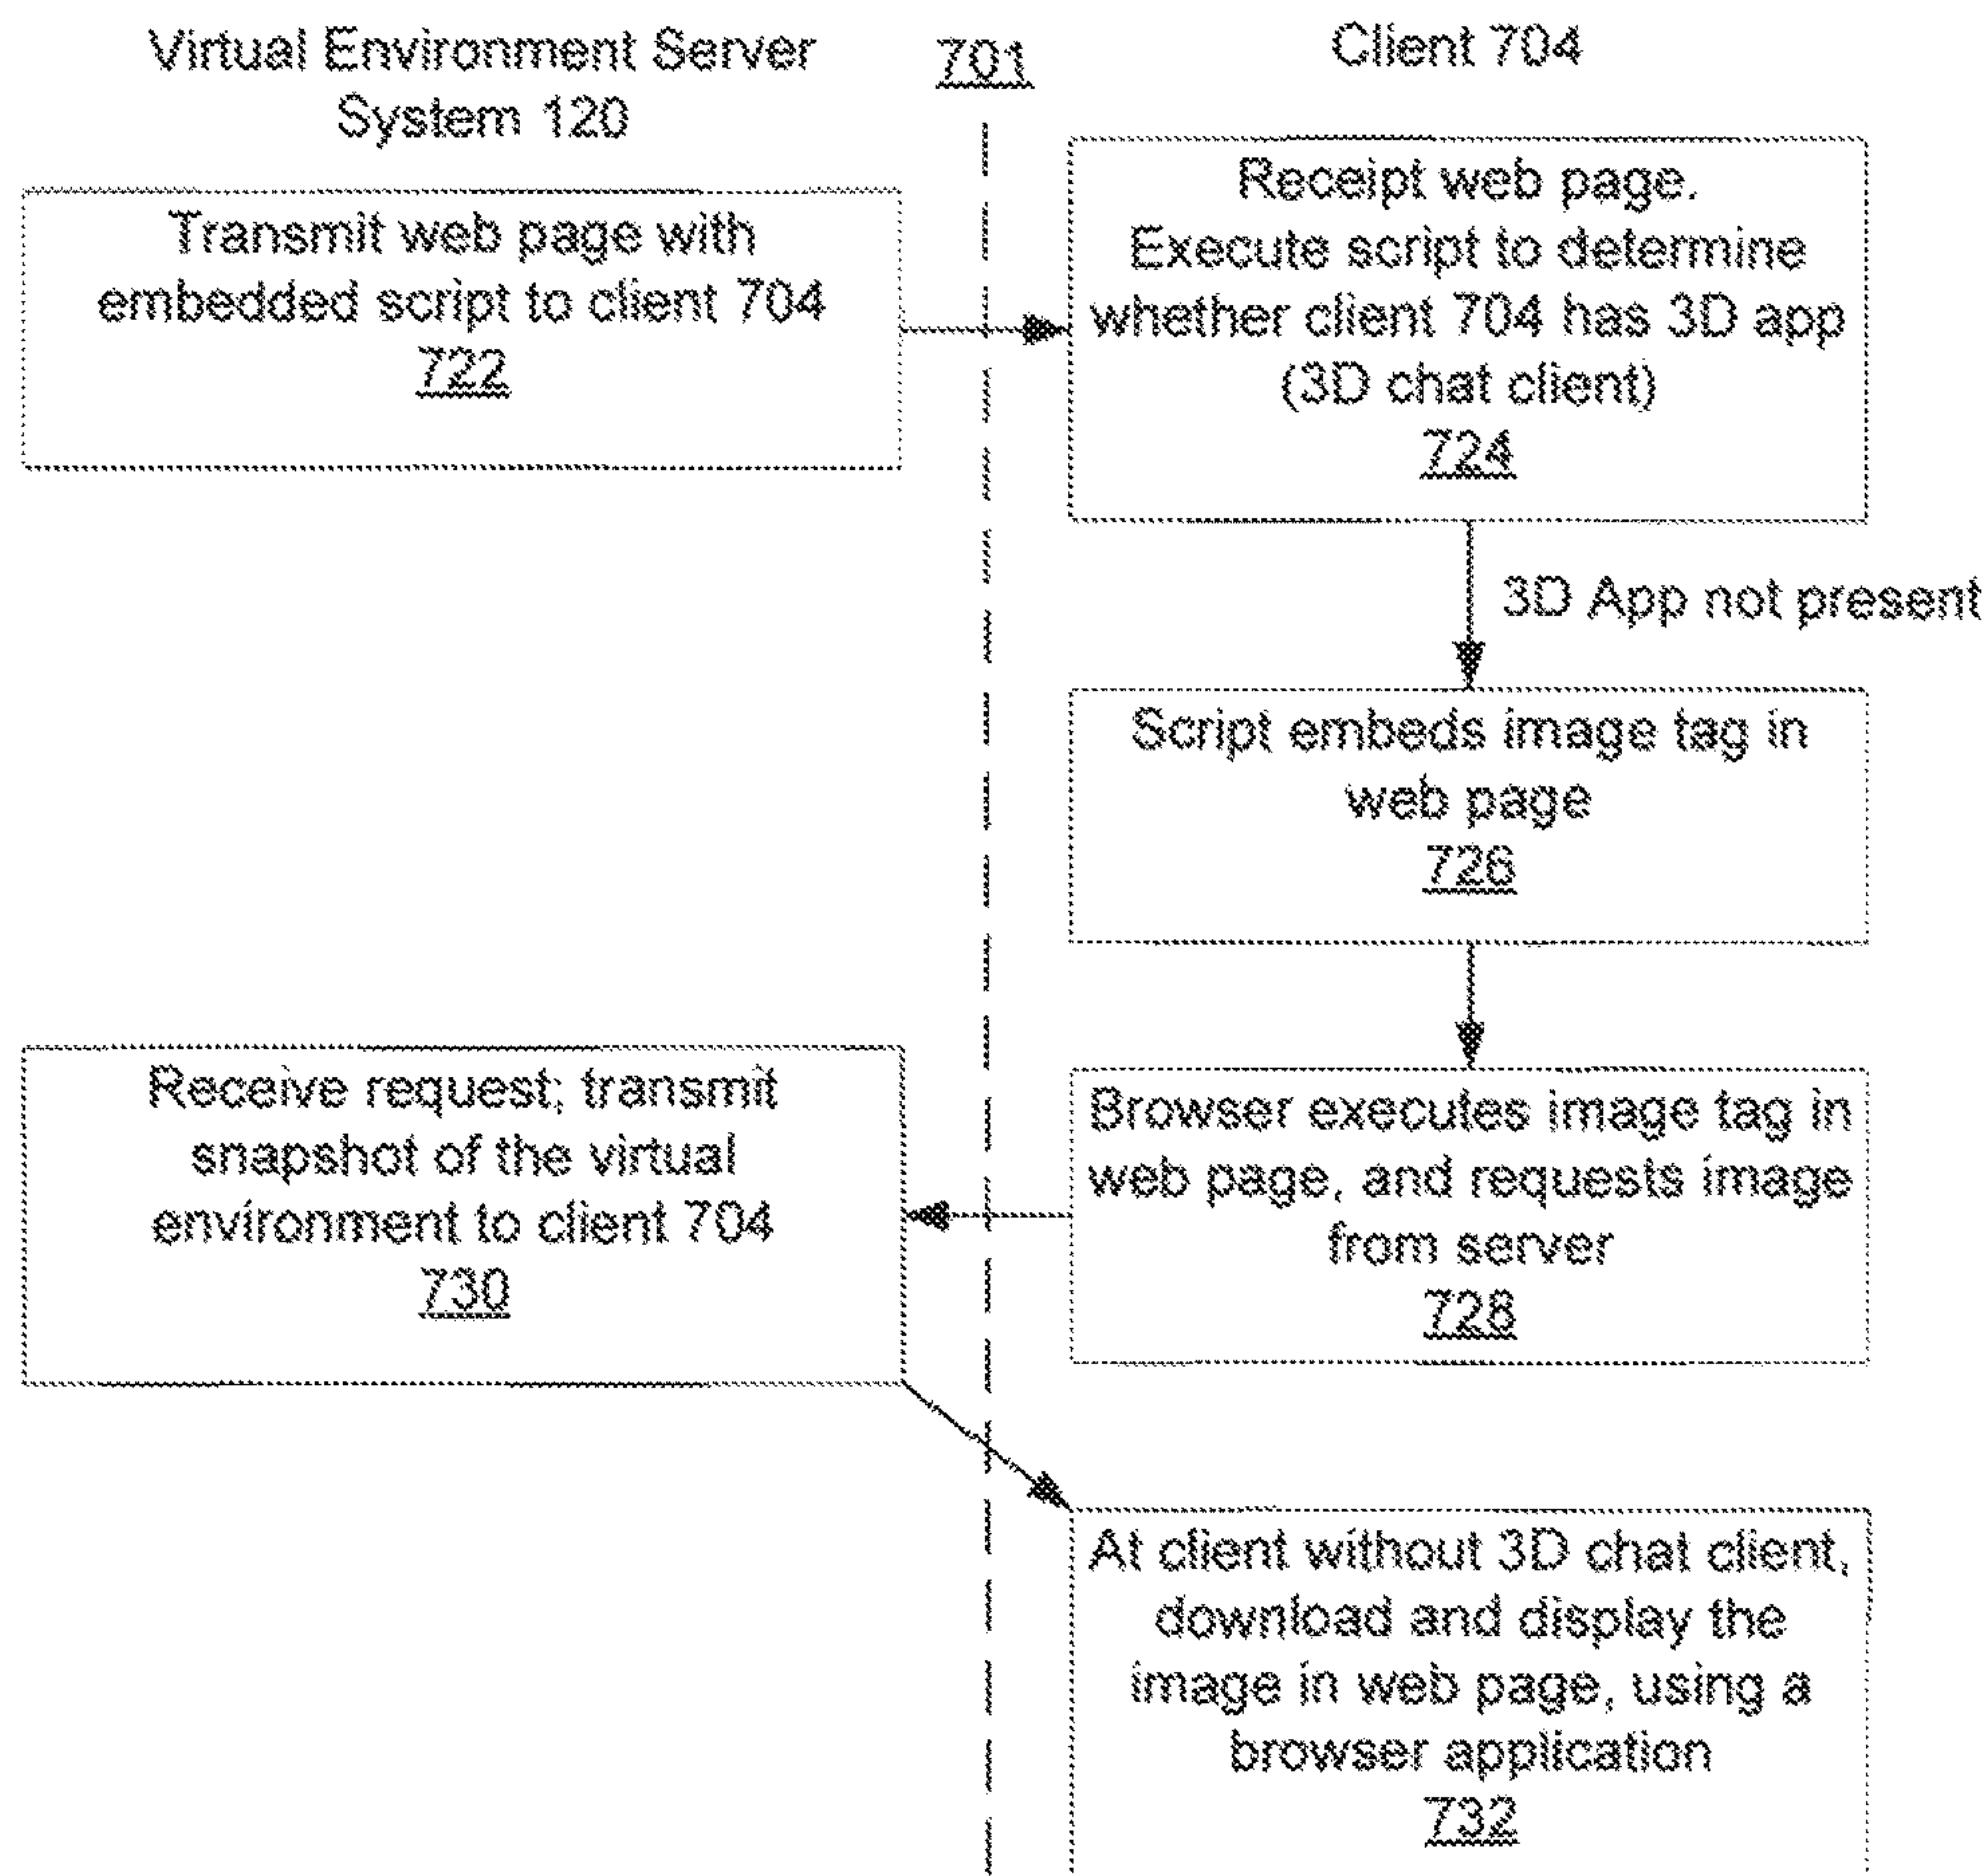 Virtual Environment Server
System 120
701
Client 704
Transmit web page with
embedded script to client 704
722
Receipt web page.
Execute script to determine
whether client 704 has 3D app
(3D chat client)
724
3D App not present
Script embeds image tag in
web page
726
Browser executes image tag in
web page, and requests image
from server
728
Receive request; transmit
snapshot of the virtual
environment to client 704
730
At client without 3D chat client,
download and display the
image in web page, using a
browser application
732